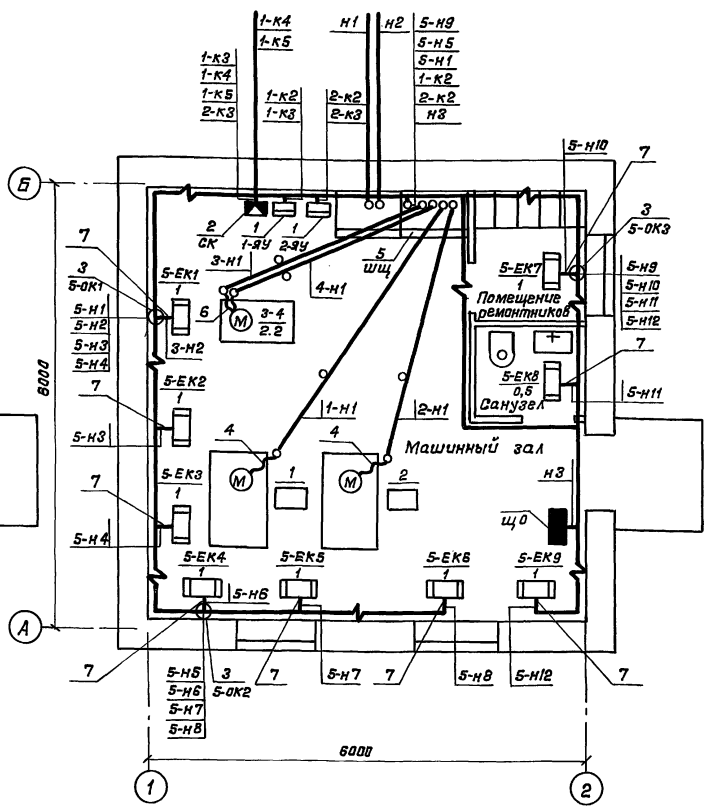 1-К4
1-К5
Н1
Н2
5-Н9
5-Н5
5-Н1
1-К2
2-К2
Н3
1-К3
1-К4
1-К5
2-К3
1-К2
1-К3
2-К2
2-К3
5-Н10
7
Б
2
СК
1
1-ЯУ
1
2-ЯУ
5
ШЩ
3
5-ОК3
7
3
5-ОК1
5-ЕК1
1
3-Н1
4-Н1
5-ЕК7
1
Помещение
ремонтников
5-Н9
5-Н10
5-Н11
5-Н12
5-Н1
5-Н2
5-Н3
5-Н4
3-Н2
6
М
3-4
2.2
7
5-ЕК2
1
5-ЕК8
0,5
Санузел
7
5-Н11
6000
5-Н3
1-Н1
2-Н1
4
4
Машинный зал
7
5-ЕК3
1
М
1
М
2
Н3
ЩО
5-Н4
5-ЕК4
1
5-ЕК5
1
5-ЕК6
1
5-ЕК9
1
5-Н6
А
7
5-Н5
5-Н6
5-Н7
5-Н8
3
5-ОК2
7
5-Н7
7
5-Н8
5-Н12
7
6000
1
2